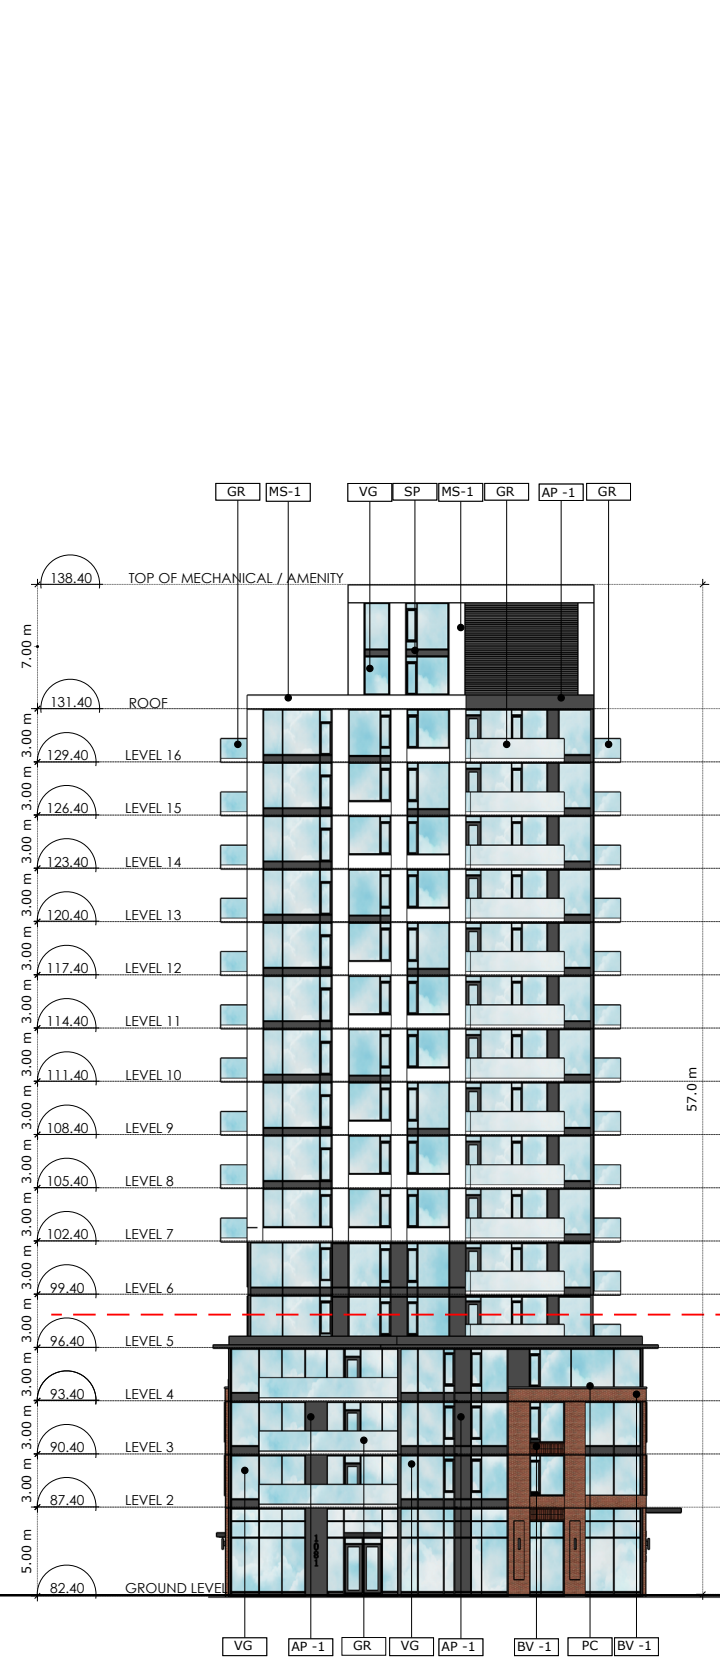 GR MS-1 VG SP MS-1 GR AP -1 GR
138.40 TOP OF MECHANICAL / AMENITY
7.00 m
131.40 ROOF
3.00 m
129.40 LEVEL 16
3.00 m
126.40 LEVEL 15
3.00 m
123.40 LEVEL 14
3.00 m
120.40 LEVEL 13
3.00 m
117.40 LEVEL 12
3.00 m
114.40 LEVEL 11
3.00 m
111.40 LEVEL 10
57.0 m
3.00 m
108.40 LEVEL 9
3.00 m
105.40 LEVEL 8
3.00 m
102.40 LEVEL 7
3.00 m
99.40 LEVEL 6
3.00 m
96.40 LEVEL 5
3.00 m
93.40 LEVEL 4
3.00 m
90.40 LEVEL 3
3.00 m
87.40 LEVEL 2
5.00 m
1081
82.40 GROUND LEVEL
VG AP -1 GR VG AP -1 BV -1 PC BV -1